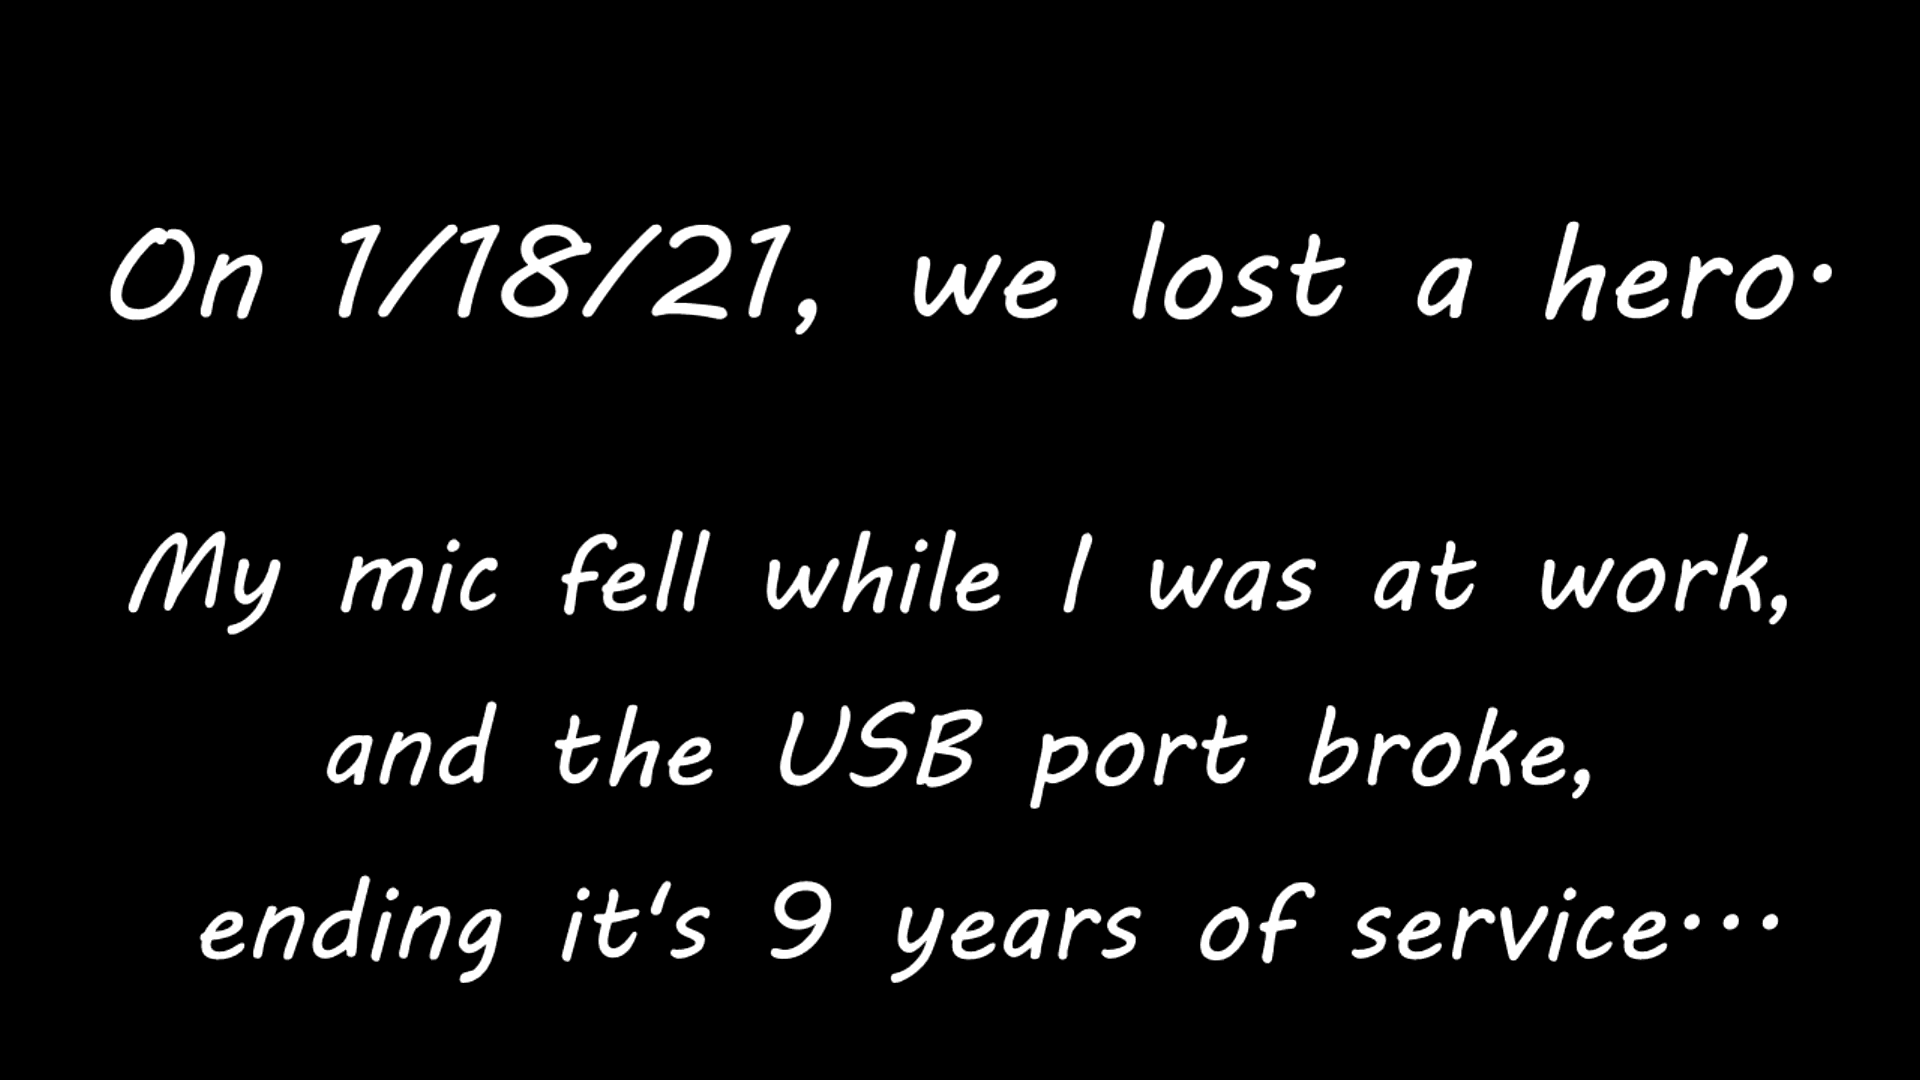 On 1/18/21, we lost a hero.
My mic fell while I was at work,
and the USB port broke,
ending it's 9 years of service...